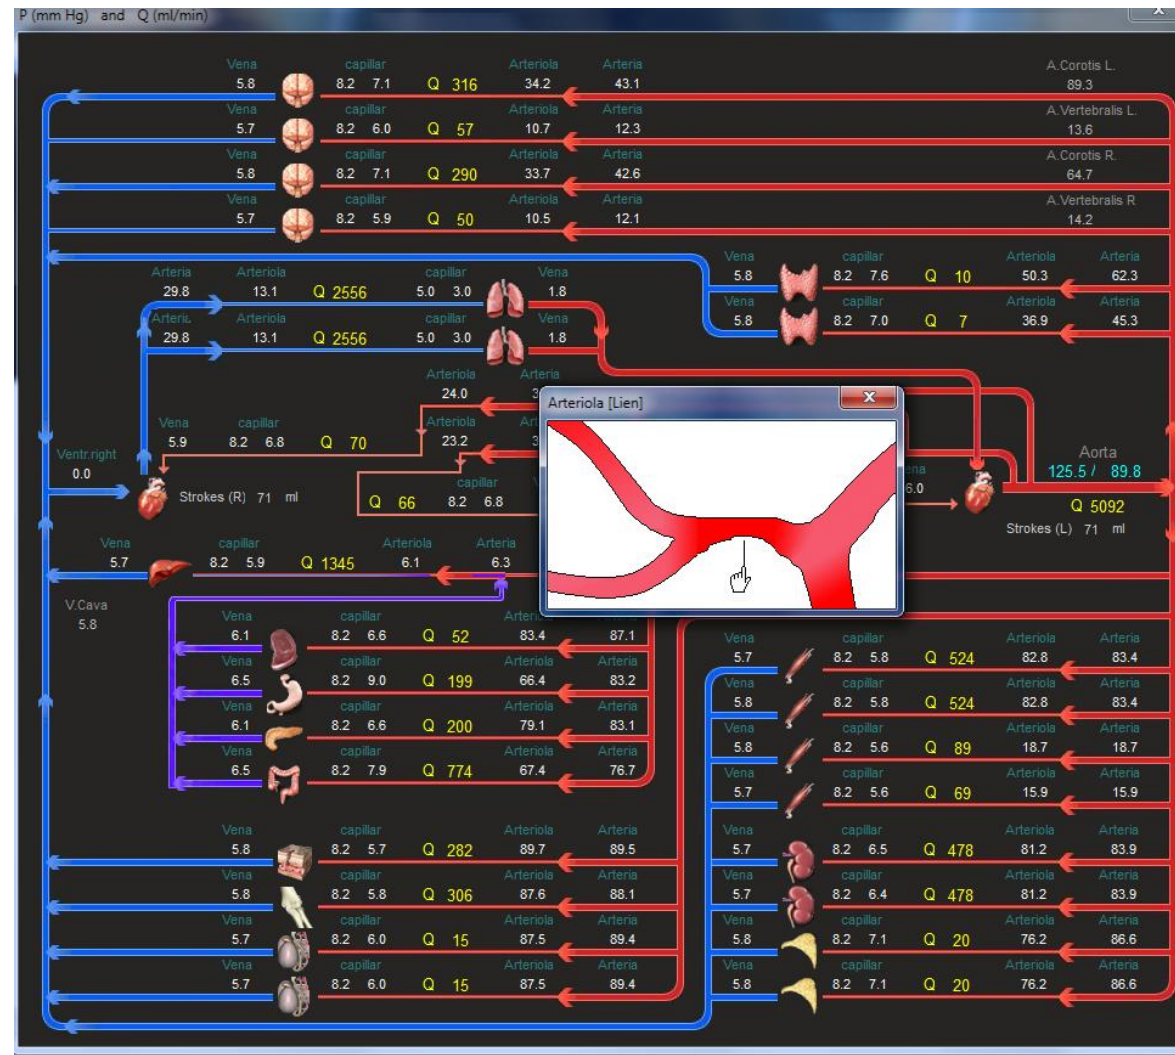 P (mm Hg) and Q (ml/min)
Vena capillar Arteriola Arteria A.Corotis L.
5.8 8.2 7.1 Q 316 34.2 43.1 89.3
Vena capillar Arteriola Arteria A.Vertebralis L.
5.7 8.2 6.0 Q 57 10.7 12.3 13.6
Vena capillar Arteriola Arteria A.Corotis R.
5.8 8.2 7.1 Q 290 33.7 42.6 64.7
Vena capillar Arteriola Arteria A.Vertebralis R
5.7 8.2 5.9 Q 50 10.5 12.1 14.2
Vena capillar Arteriola Arteria
5.8 8.2 7.6 Q 10 50.3 62.3
Vena capillar Arteriola Arteria
5.8 8.2 7.0 Q 7 36.9 45.3
Arteria Arteriola capillar Vena
29.8 13.1 Q 2556 5.0 3.0 1.8
Arteriola capillar Vena
29.8 13.1 Q 2556 5.0 3.0 1.8
Arteriola Arteria
24.0
Arteriola
23.2
Vena capillar
5.9 8.2 6.8 Q 70
Ventr.right
0.0
Strokes (R) 71 ml
capillar
Q 66 8.2 6.8
Arteriola [Lien]
6.0
Aorta
125.5 / 89.8
Q 5092
Strokes (L) 71 ml
Vena capillar Arteriola Arteria
5.7 8.2 5.9 Q 1345 6.1 6.3
V.Cava
5.8
Vena capillar Arteriola Arteria
6.1 8.2 6.6 Q 52 83.4 87.1
Vena capillar Arteriola Arteria
6.5 8.2 9.0 Q 199 66.4 83.2
Vena capillar Arteriola Arteria
6.1 8.2 6.6 Q 200 79.1 83.1
Vena capillar Arteriola Arteria
6.5 8.2 7.9 Q 774 67.4 76.7
Vena capillar Arteriola Arteria
5.8 8.2 5.7 Q 282 89.7 89.5
Vena capillar Arteriola Arteria
5.8 8.2 5.8 Q 306 87.6 88.1
Vena capillar Arteriola Arteria
5.7 8.2 6.0 Q 15 87.5 89.4
Vena capillar Arteriola Arteria
5.7 8.2 6.0 Q 15 87.5 89.4
Vena capillar Arteriola Arteria
5.7 8.2 5.8 Q 524 82.8 83.4
Vena capillar Arteriola Arteria
5.8 8.2 5.8 Q 524 82.8 83.4
Vena capillar Arteriola Arteria
5.8 8.2 5.6 Q 89 18.7 18.7
Vena capillar Arteriola Arteria
5.7 8.2 5.6 Q 69 15.9 15.9
Vena capillar Arteriola Arteria
5.7 8.2 6.5 Q 478 81.2 83.9
Vena capillar Arteriola Arteria
5.7 8.2 6.4 Q 478 81.2 83.9
Vena capillar Arteriola Arteria
5.8 8.2 7.1 Q 20 76.2 86.6
Vena capillar Arteriola Arteria
5.8 8.2 7.1 Q 20 76.2 86.6